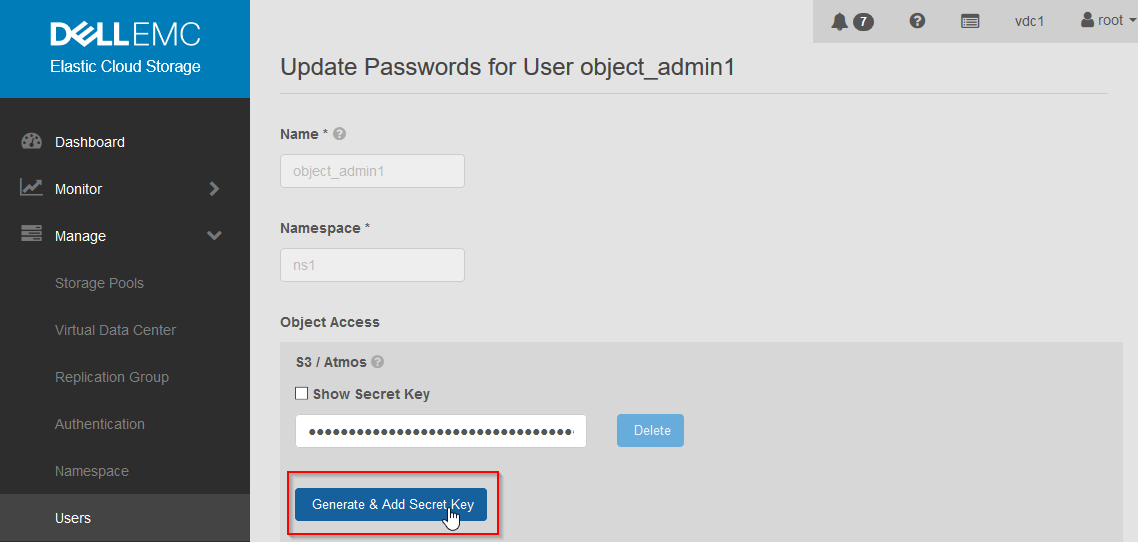 DELLEMC
Elastic Cloud Storage
7
?
vdc1
root
Update Passwords for User object_admin1
Dashboard
Monitor
Manage
Storage Pools
Virtual Data Center
Replication Group
Authentication
Namespace
Users
Name * ?
object_admin1
Namespace *
ns1
Object Access
S3 / Atmos ?
Show Secret Key
Delete
Generate & Add Secret Key